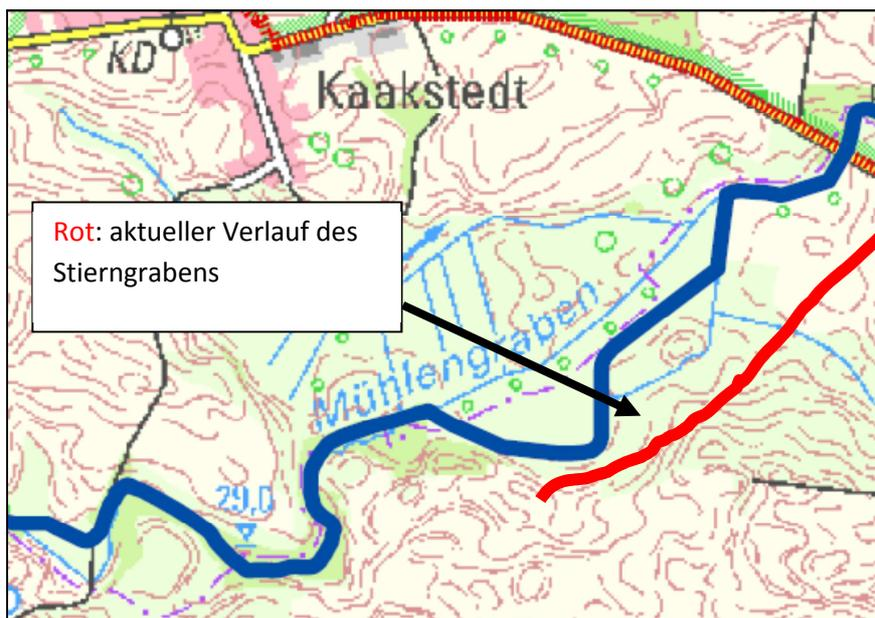 KD
Kaakstedt
Rot: aktueller Verlauf des
Stierngrabens
Mühlengraben
29,0